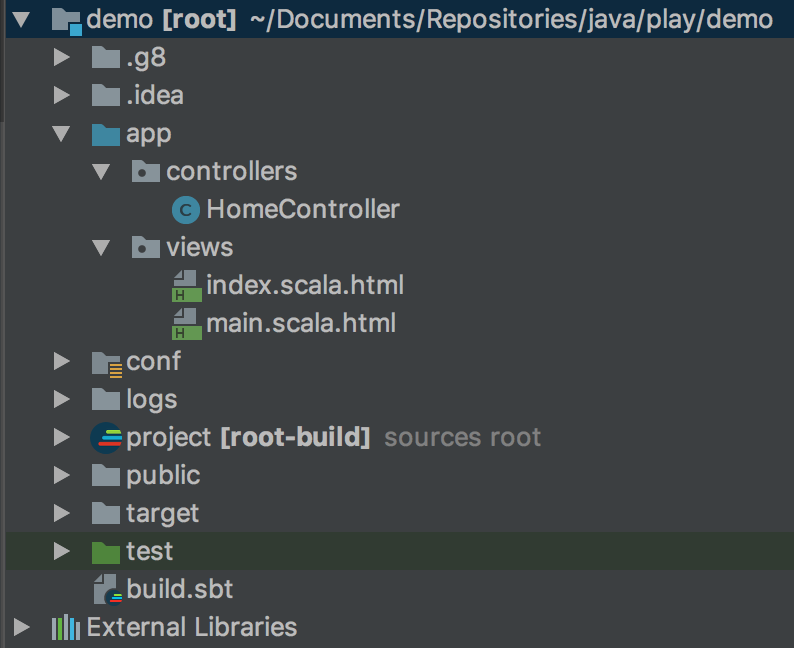 demo [root] ~/Documents/Repositories/java/play/demo
.g8
.idea
app
controllers
C HomeController
views
H index.scala.html
H main.scala.html
conf
logs
project [root-build] sources root
public
target
test
build.sbt
External Libraries